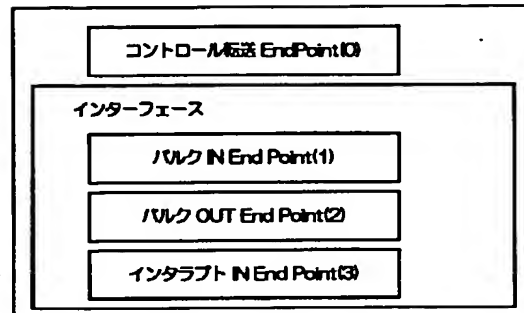 コントロール転送 EndPoint(0)
インターフェース
バルク IN End Point(1)
バルク OUT End Point(2)
インタラプト IN End Point(3)